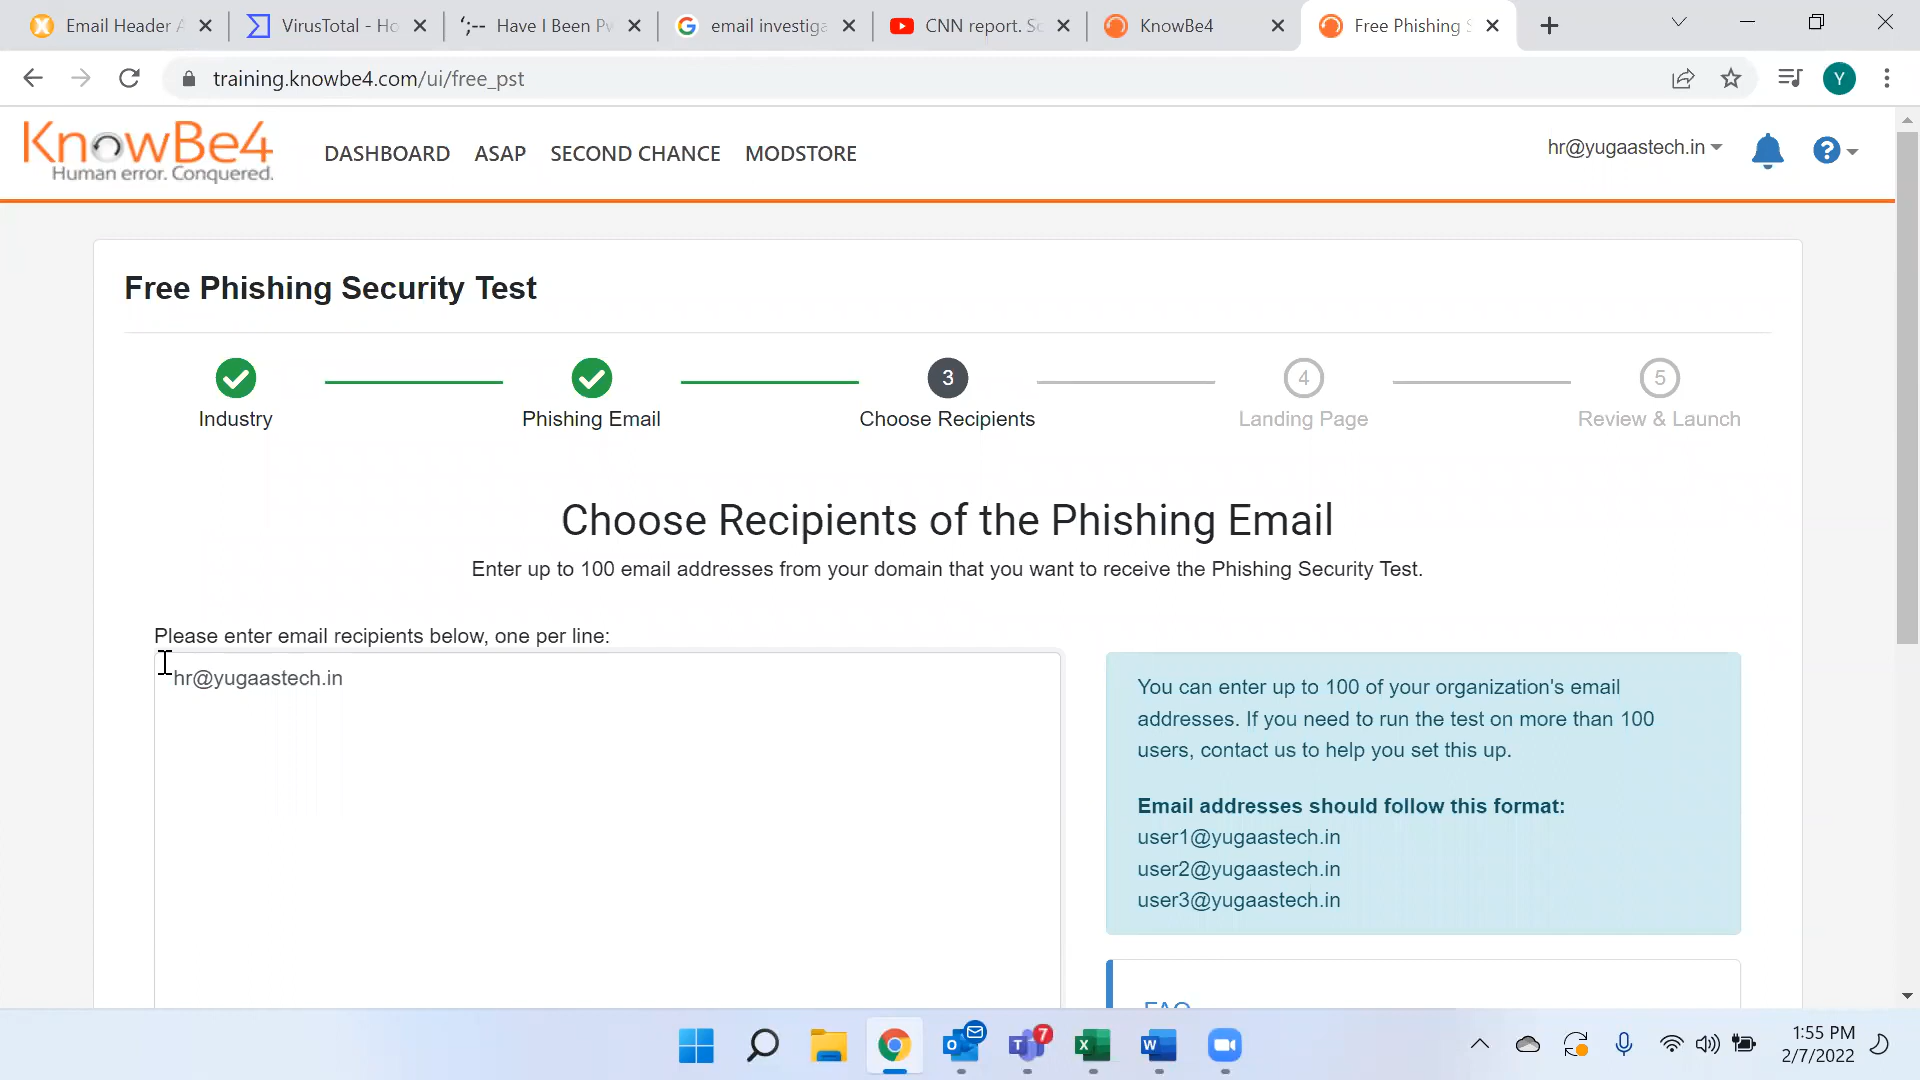 Email Header A
VirusTotal - Ho
Have I Been Pw
email investiga
CNN report. Sc
KnowBe4
Free Phishing S
training.knowbe4.com/ui/free_pst
Y
KnowBe4
Human error. Conquered.
DASHBOARD ASAP SECOND CHANCE MODSTORE
hr@yugaastech.in
?
Free Phishing Security Test
3
4
5
Industry
Phishing Email
Choose Recipients
Landing Page
Review & Launch
Choose Recipients of the Phishing Email
Enter up to 100 email addresses from your domain that you want to receive the Phishing Security Test.
Please enter email recipients below, one per line:
hr@yugaastech.in
You can enter up to 100 of your organization's email
addresses. If you need to run the test on more than 100
users, contact us to help you set this up.
Email addresses should follow this format:
user1@yugaastech.in
user2@yugaastech.in
user3@yugaastech.in
FAQ
7
1:55 PM
2/7/2022